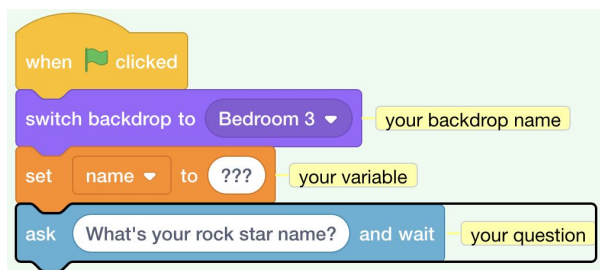 when clicked
switch backdrop to Bedroom 3 your backdrop name
set name to ??? your variable
ask What's your rock star name? and wait your question